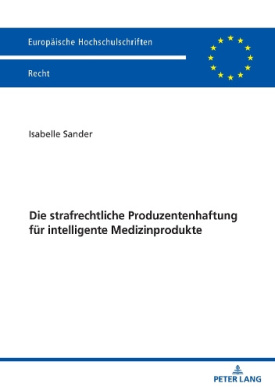 Europäische Hochschulschriften
Recht
Isabelle Sander
Die strafrechtliche Produzentenhaftung
für intelligente Medizinprodukte
PETER LANG